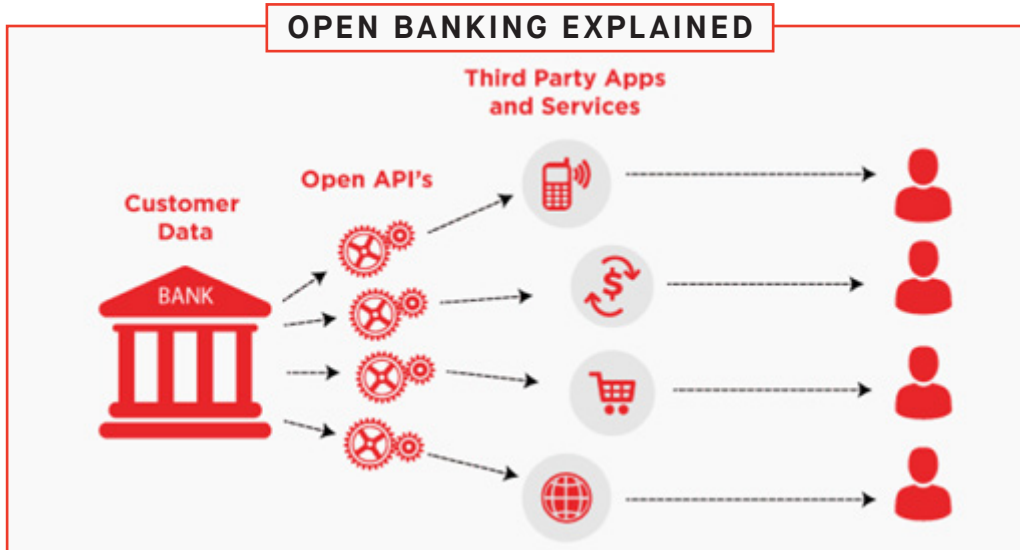 OPEN BANKING EXPLAINED
Third Party Apps
and Services
Open API's
Customer
Data
BANK
$